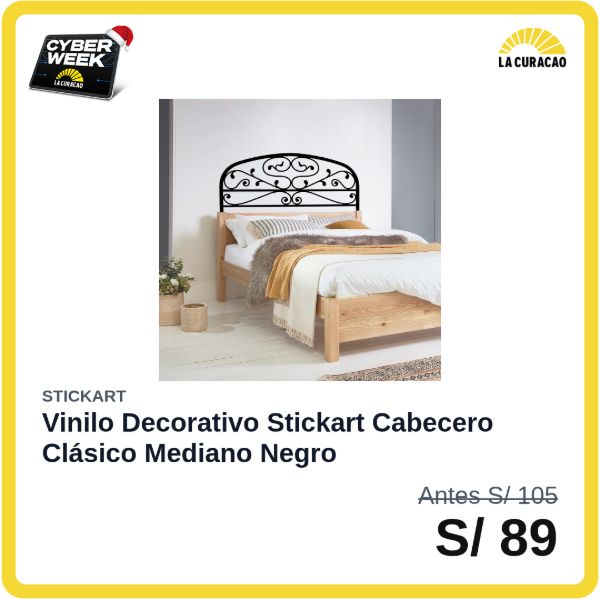 CYBER
WEEK
LA CURACAO
LA CURACAO
STICKART
Vinilo Decorativo Stickart Cabecero
Clásico Mediano Negro
Antes S/ 105
S/ 89